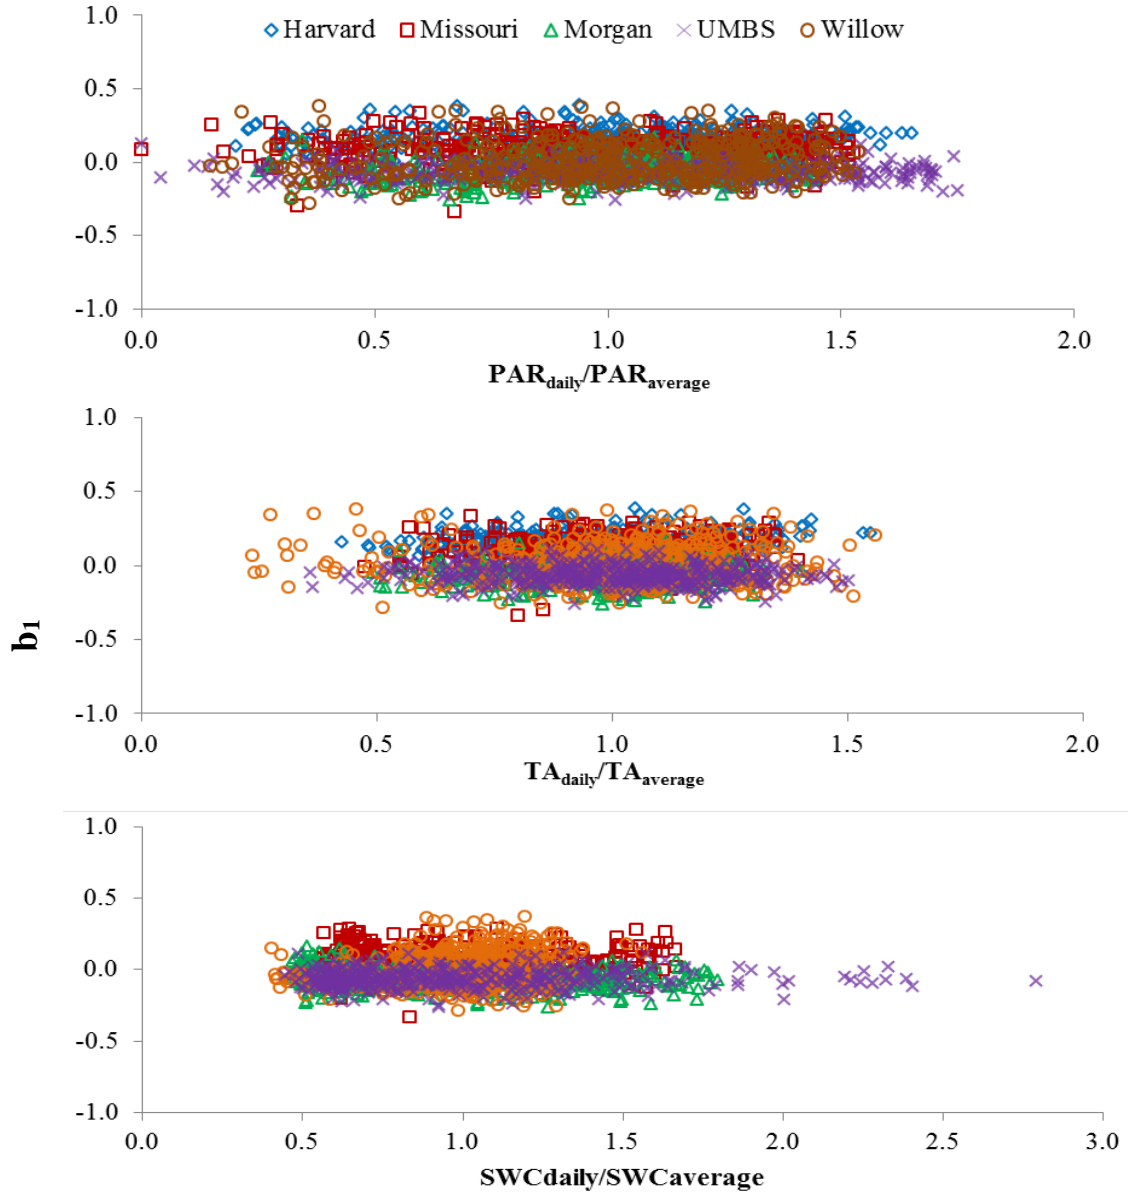 1.0
Harvard Missouri Morgan UMBS Willow
0.5
0.0
-0.5
-1.0
0.0 0.5 1.0 1.5 2.0
PARdaily/PARaverage
1.0
0.5
0.0
-0.5
-1.0
0.0 0.5 1.0 1.5 2.0
TAdaily/TAaverage
b1
1.0
0.5
0.0
-0.5
-1.0
0.0 0.5 1.0 1.5 2.0 2.5 3.0
SWCdaily/SWCaverage